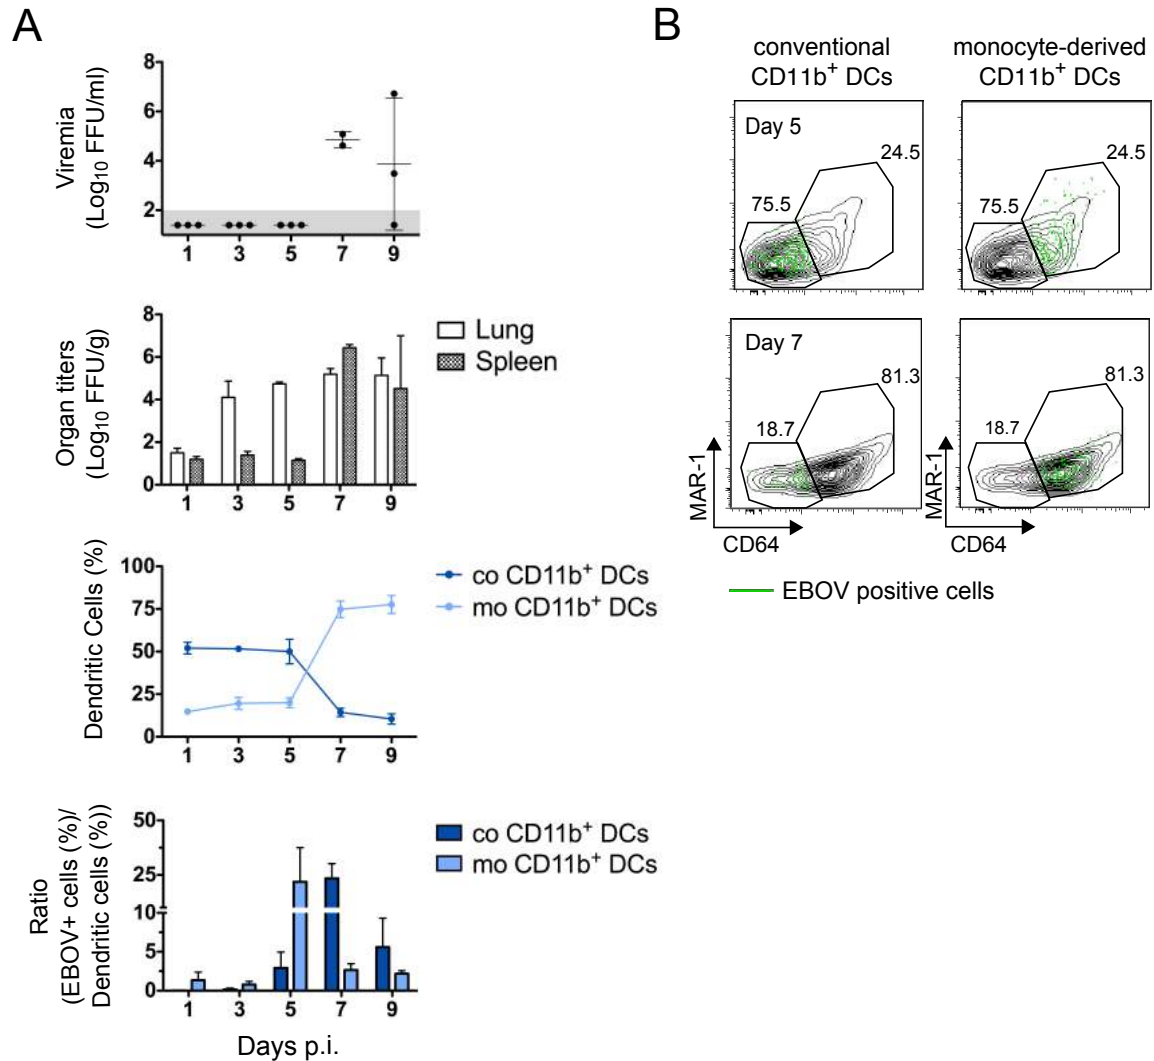 A
Viremia
(Log10 FFU/ml)
8
6
4
2
1 3 5 7 9
Organ titers
(Log10 FFU/g)
8
6
4
2
0
1 3 5 7 9
Lung
Spleen
Dendritic Cells (%)
100
75
50
25
0
1 3 5 7 9
co CD11b+ DCs
mo CD11b+ DCs
Ratio
(EBOV+ cells (%)/
Dendritic cells (%))
50
25
10
5
0
1 3 5 7 9
Days p.i.
co CD11b+ DCs
mo CD11b+ DCs
B
conventional
CD11b+ DCs
monocyte-derived
CD11b+ DCs
Day 5
24.5
75.5
24.5
75.5
Day 7
81.3
18.7
81.3
18.7
MAR-1
CD64
MAR-1
CD64
EBOV positive cells